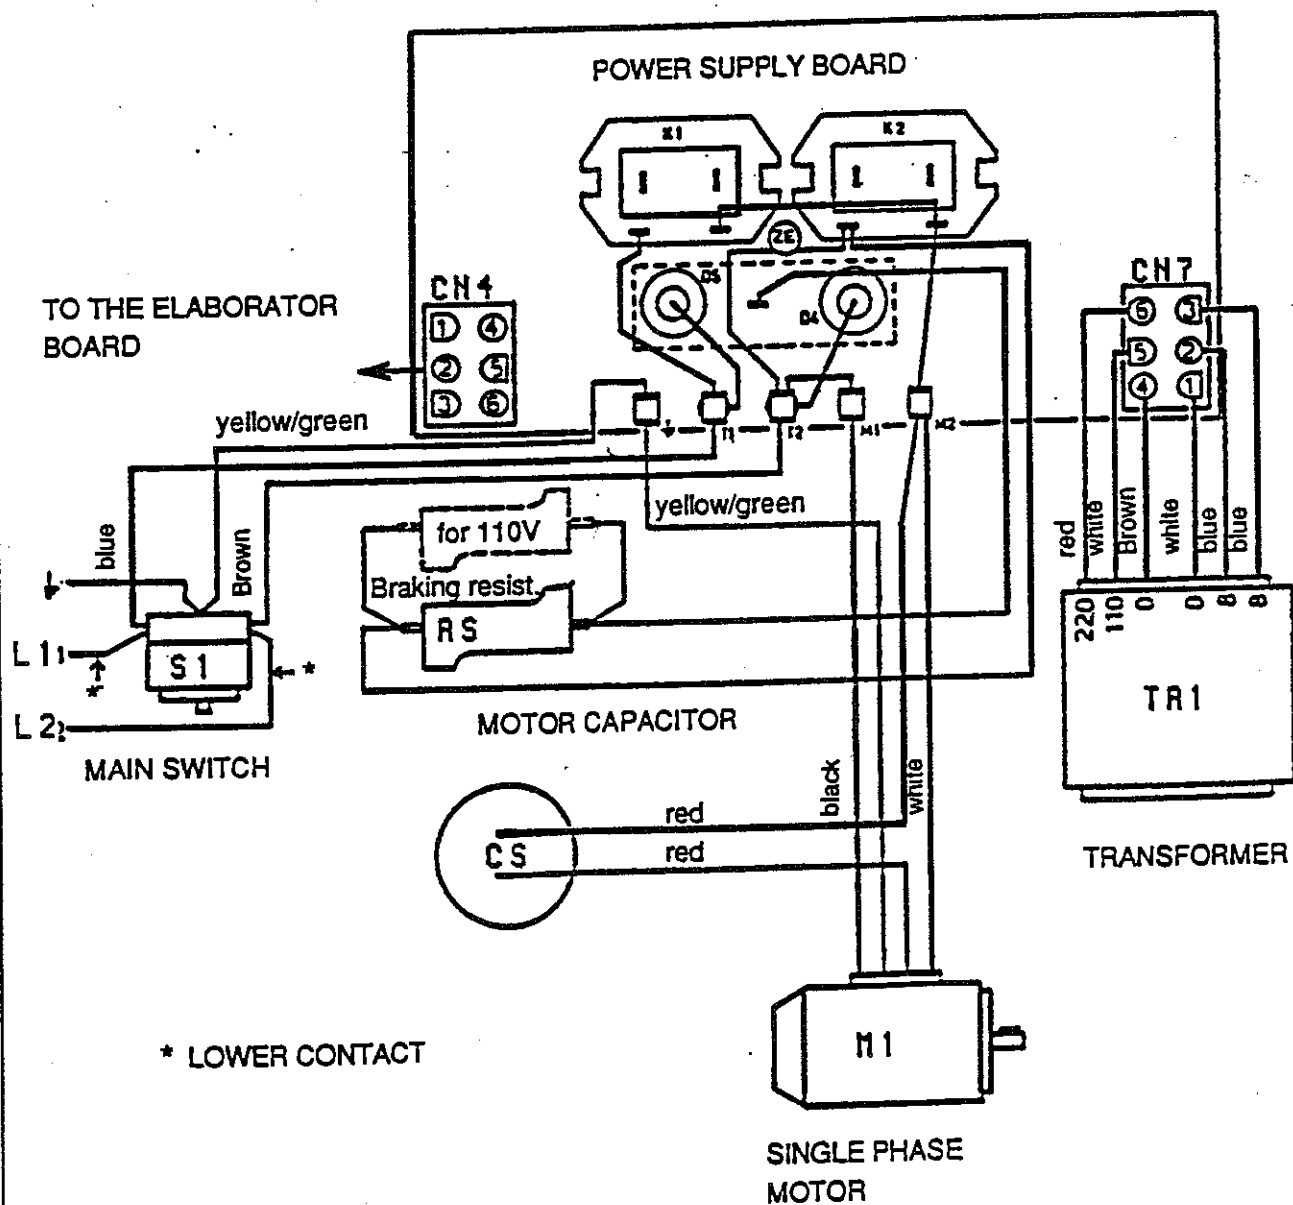 POWER SUPPLY BOARD
K1
K2
ZE
D5
D4
TO THE ELABORATOR
BOARD
CN4
1 4
2 5
3 6
CN7
6 3
5 2
4 1
yellow/green
T1
T2
M1
M2
yellow/green
blue
Brown
for 110V
Braking resist.
RS
L1
S1
*
*
L2
MAIN SWITCH
MOTOR CAPACITOR
red
white
Brown
white
blue
blue
220
110
0
0
8
8
TR1
TRANSFORMER
black
white
red
CS
red
* LOWER CONTACT
M1
SINGLE PHASE
MOTOR